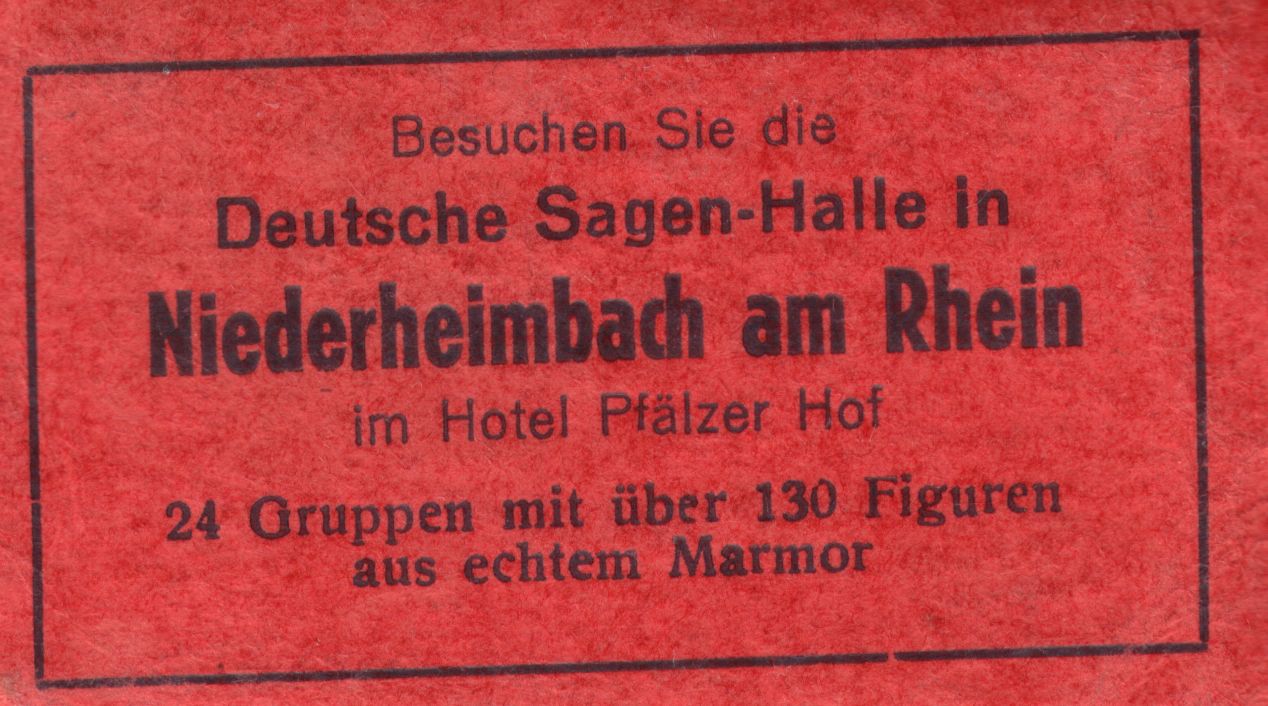 Besuchen Sie die
Deutsche Sagen-Halle in
Niederheimbach am Rhein
im Hotel Pfälzer Hof
24 Gruppen mit über 130 Figuren
aus echtem Marmor